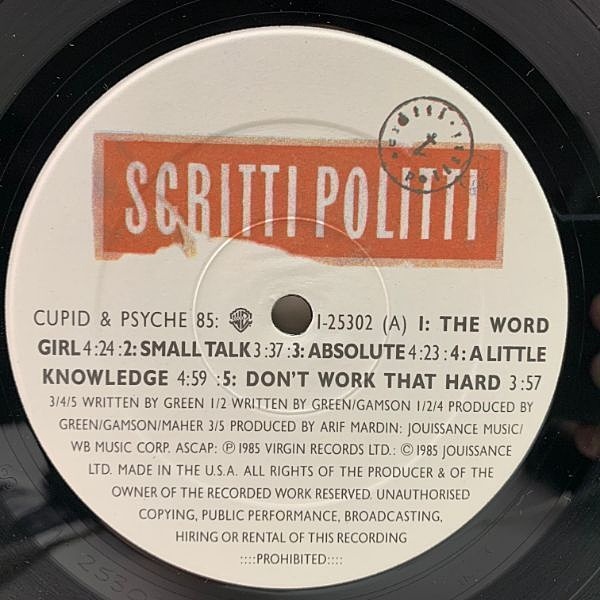 SCRITTI POLITTI
CUPID & PSYCHE 85: 1-25302 (A) 1: THE WORD
GIRL 4:24 :2: SMALL TALK 3:37 :3: ABSOLUTE 4:23 :4: A LITTLE
KNOWLEDGE 4:59 :5: DON'T WORK THAT HARD 3:57
3/4/5 WRITTEN BY GREEN 1/2 WRITTEN BY GREEN/GAMSON 1/2/4 PRODUCED BY
GREEN/GAMSON/MAHER 3/5 PRODUCED BY ARIF MARDIN: JOUISSANCE MUSIC/
WB MUSIC CORP. ASCAP: ℗ 1985 VIRGIN RECORDS LTD.: © 1985 JOUISSANCE
LTD. MADE IN THE U.S.A. ALL RIGHTS OF THE PRODUCER & OF THE
OWNER OF THE RECORDED WORK RESERVED. UNAUTHORISED
COPYING, PUBLIC PERFORMANCE, BROADCASTING,
HIRING OR RENTAL OF THIS RECORDING
::::PROHIBITED::::